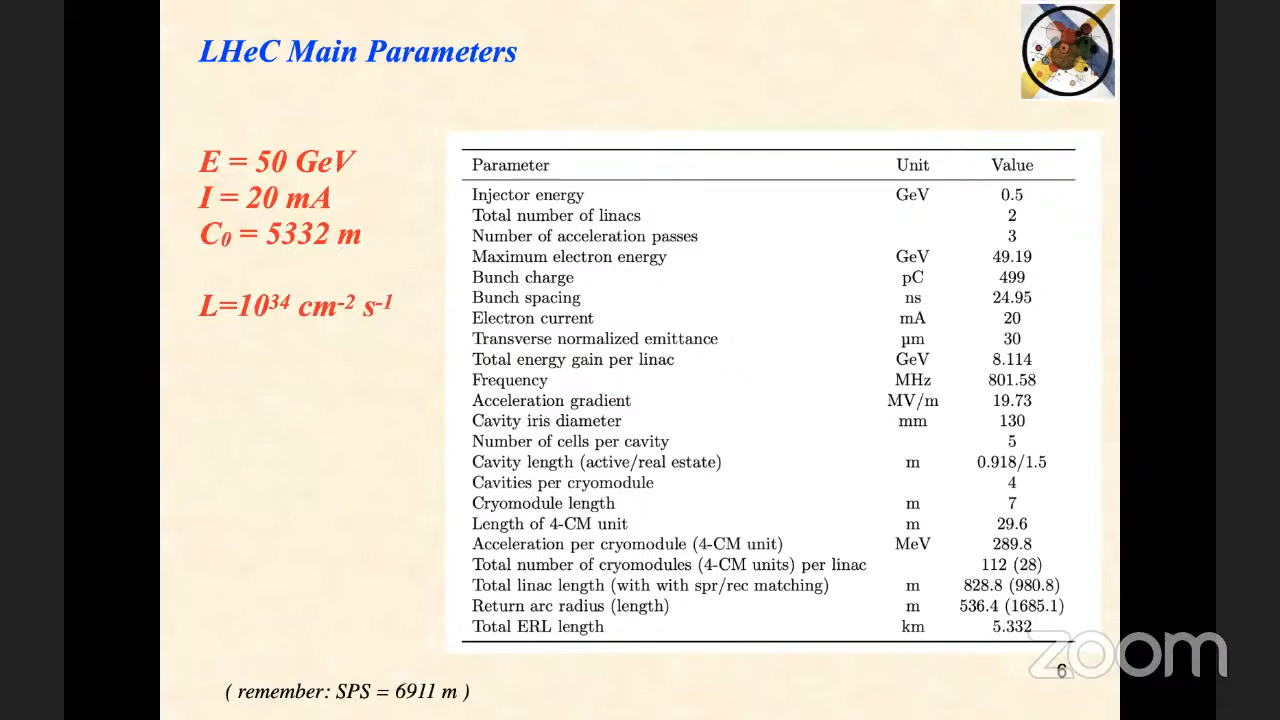 LHeC Main Parameters
E = 50 GeV
I = 20 mA
C₀ = 5332 m
L=10³⁴ cm⁻² s⁻¹
Parameter Unit Value
Injector energy GeV 0.5
Total number of linacs 2
Number of acceleration passes 3
Maximum electron energy GeV 49.19
Bunch charge pC 499
Bunch spacing ns 24.95
Electron current mA 20
Transverse normalized emittance µm 30
Total energy gain per linac GeV 8.114
Frequency MHz 801.58
Acceleration gradient MV/m 19.73
Cavity iris diameter mm 130
Number of cells per cavity 5
Cavity length (active/real estate) m 0.918/1.5
Cavities per cryomodule 4
Cryomodule length m 7
Length of 4-CM unit m 29.6
Acceleration per cryomodule (4-CM unit) MeV 289.8
Total number of cryomodules (4-CM units) per linac 112 (28)
Total linac length (with with spr/rec matching) m 828.8 (980.8)
Return arc radius (length) m 536.4 (1685.1)
Total ERL length km 5.332
zoom
6
( remember: SPS = 6911 m )